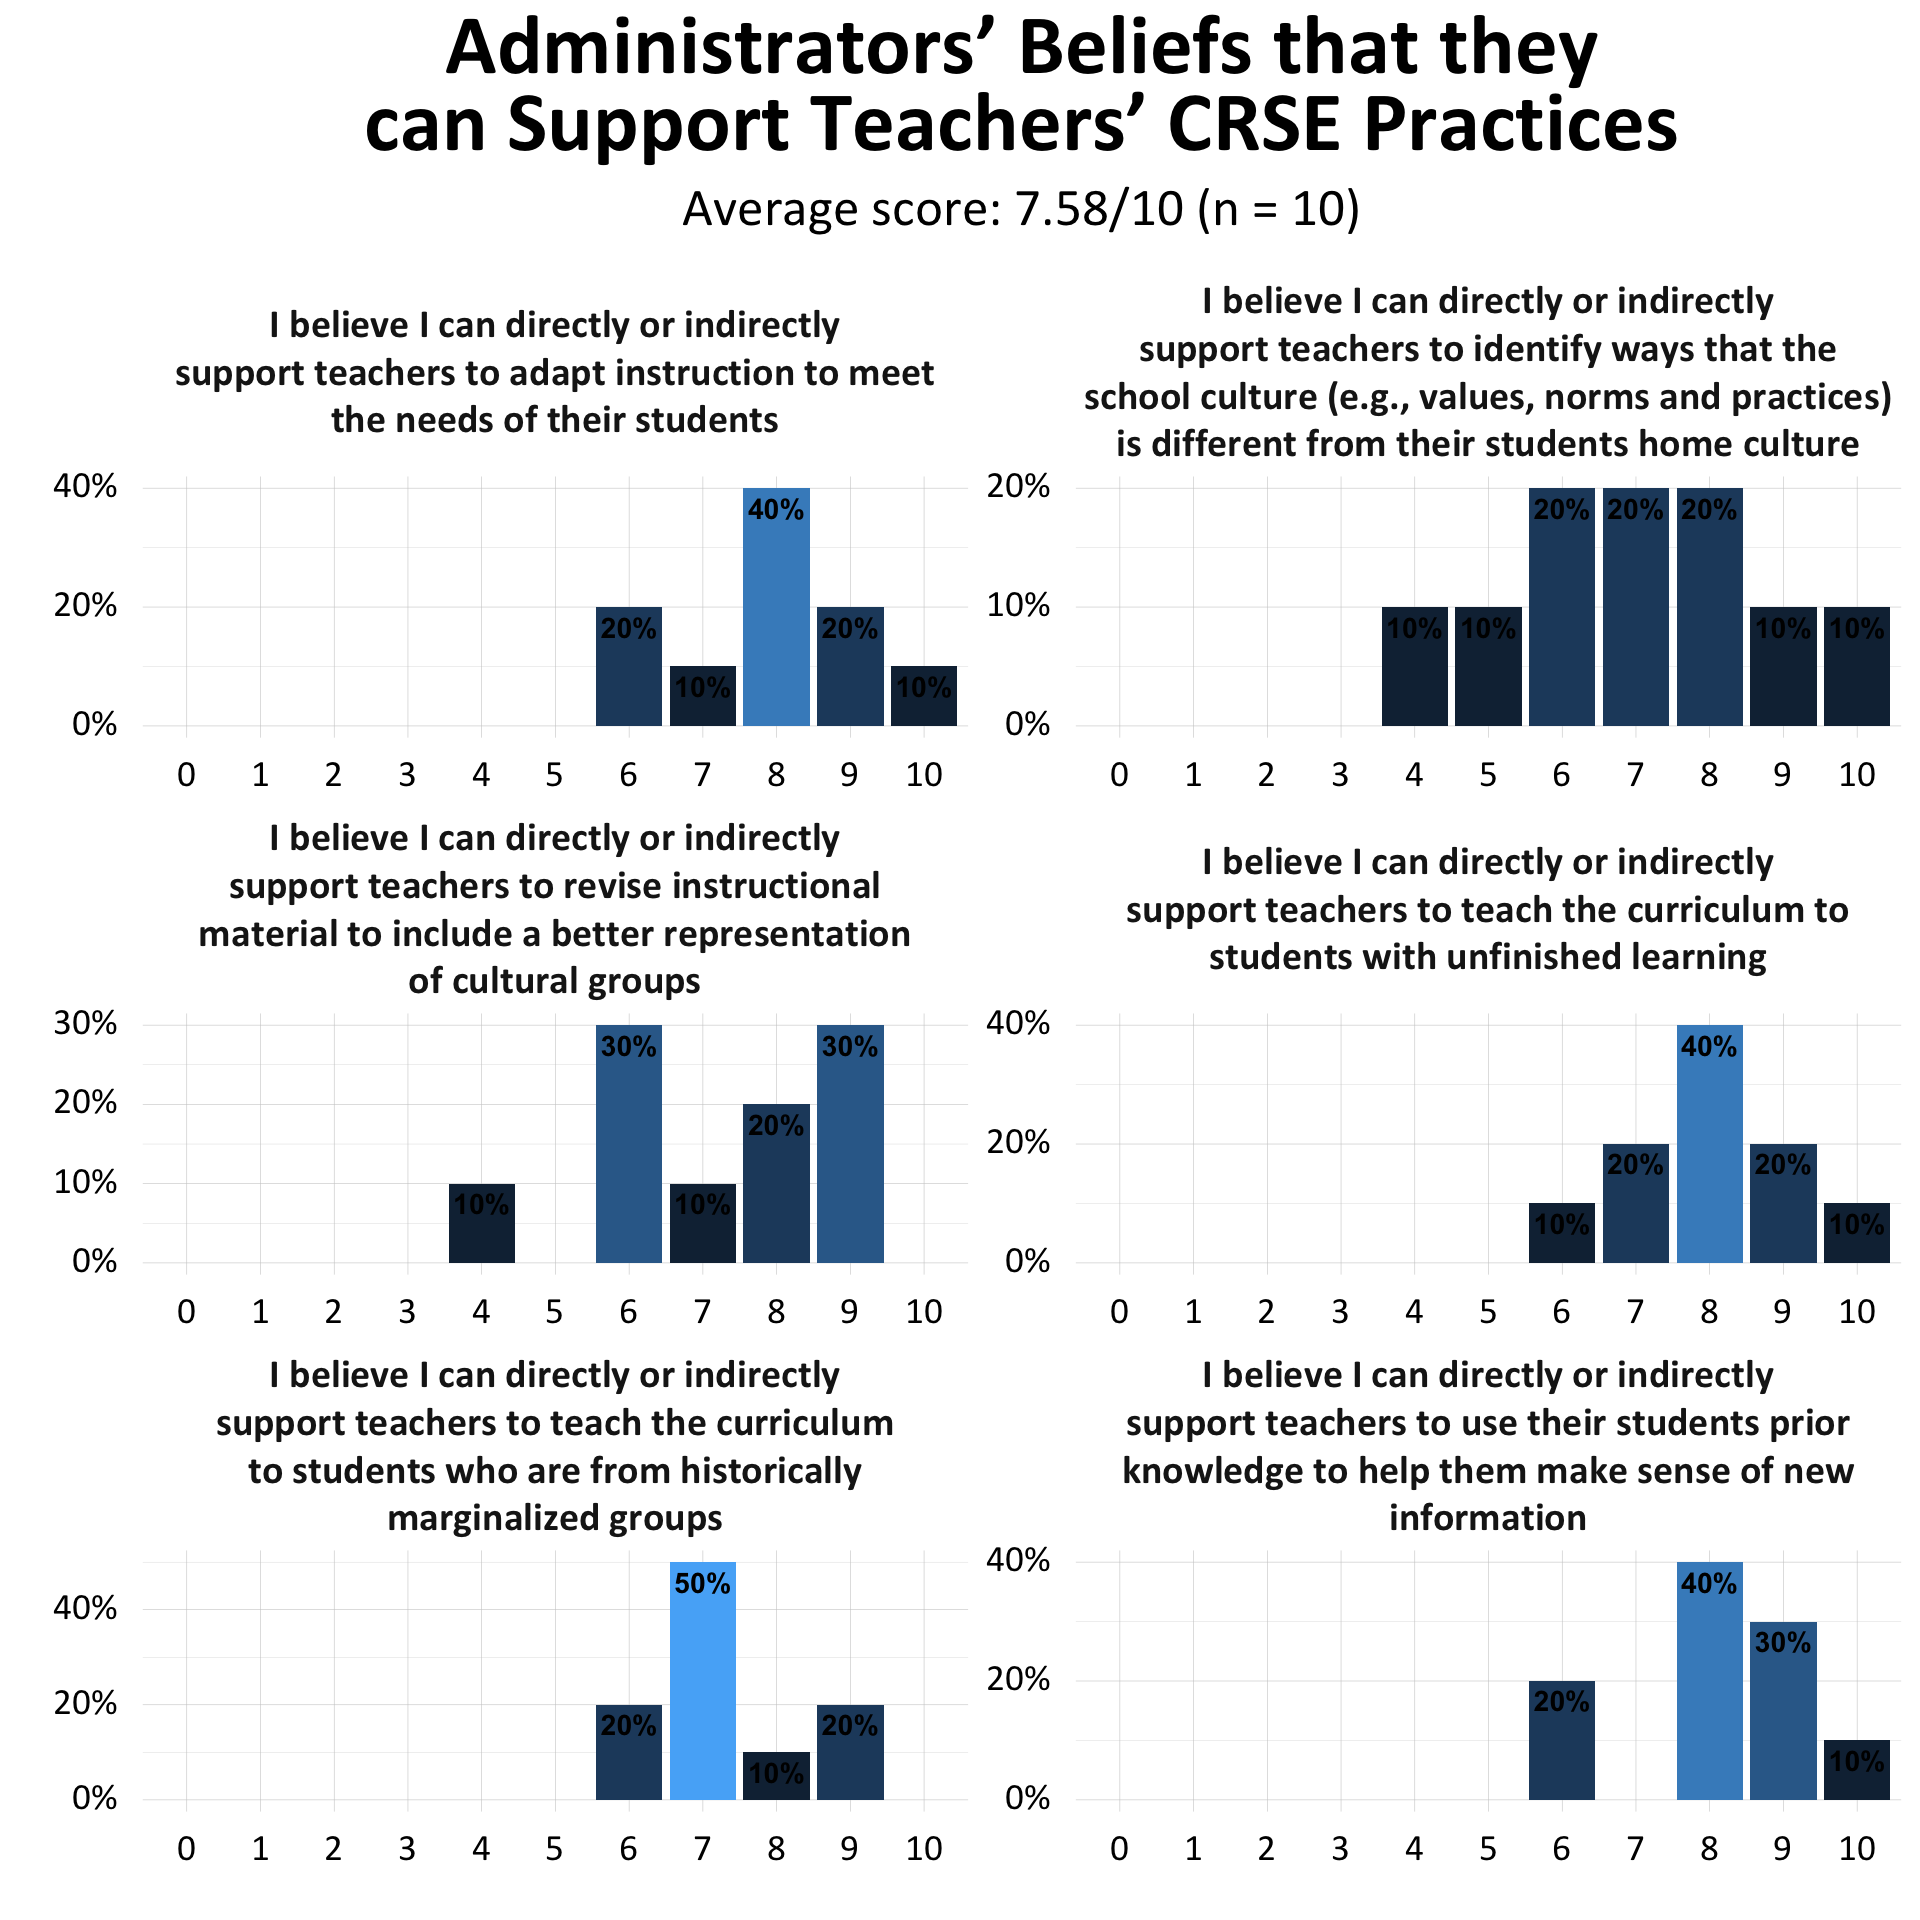 Administrators’ Beliefs that they
can Support Teachers’ CRSE Practices
Average score: 7.58/10 (n = 10)
I believe I can directly or indirectly
support teachers to adapt instruction to meet
the needs of their students
40%
20%
0%
20%
10%
40%
20%
10%
0 1 2 3 4 5 6 7 8 9 10
I believe I can directly or indirectly
support teachers to identify ways that the
school culture (e.g., values, norms and practices)
is different from their students home culture
20%
10%
0%
10%
10%
20%
20%
20%
10%
10%
0 1 2 3 4 5 6 7 8 9 10
I believe I can directly or indirectly
support teachers to revise instructional
material to include a better representation
of cultural groups
30%
20%
10%
0%
10%
30%
10%
20%
30%
0 1 2 3 4 5 6 7 8 9 10
I believe I can directly or indirectly
support teachers to teach the curriculum to
students with unfinished learning
40%
20%
0%
10%
20%
40%
20%
10%
0 1 2 3 4 5 6 7 8 9 10
I believe I can directly or indirectly
support teachers to teach the curriculum
to students who are from historically
marginalized groups
40%
20%
0%
20%
50%
10%
20%
0 1 2 3 4 5 6 7 8 9 10
I believe I can directly or indirectly
support teachers to use their students prior
knowledge to help them make sense of new
information
40%
20%
0%
20%
40%
30%
10%
0 1 2 3 4 5 6 7 8 9 10